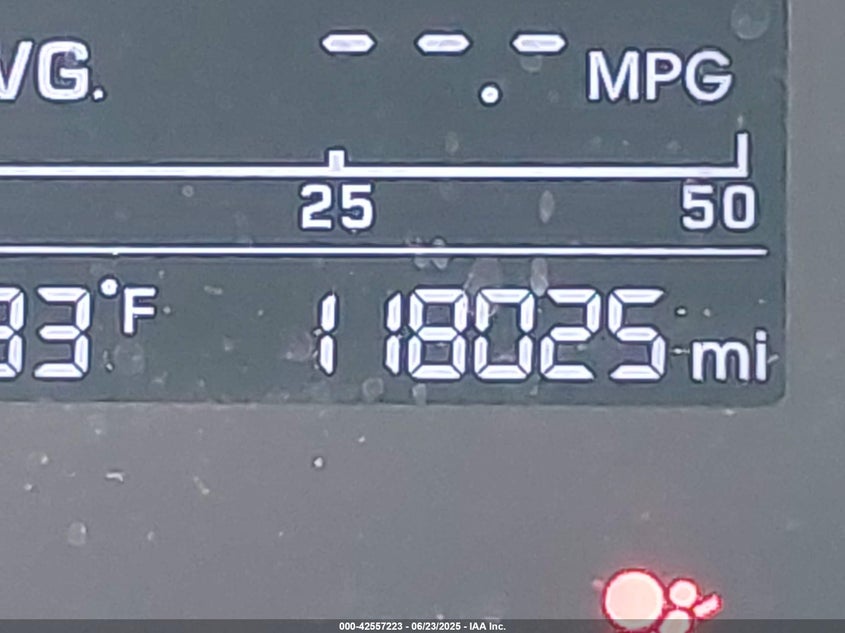 VG. --.- MPG
25 50
33°F 118025 mi
000-42557223 - 06/23/2025 - IAA Inc.